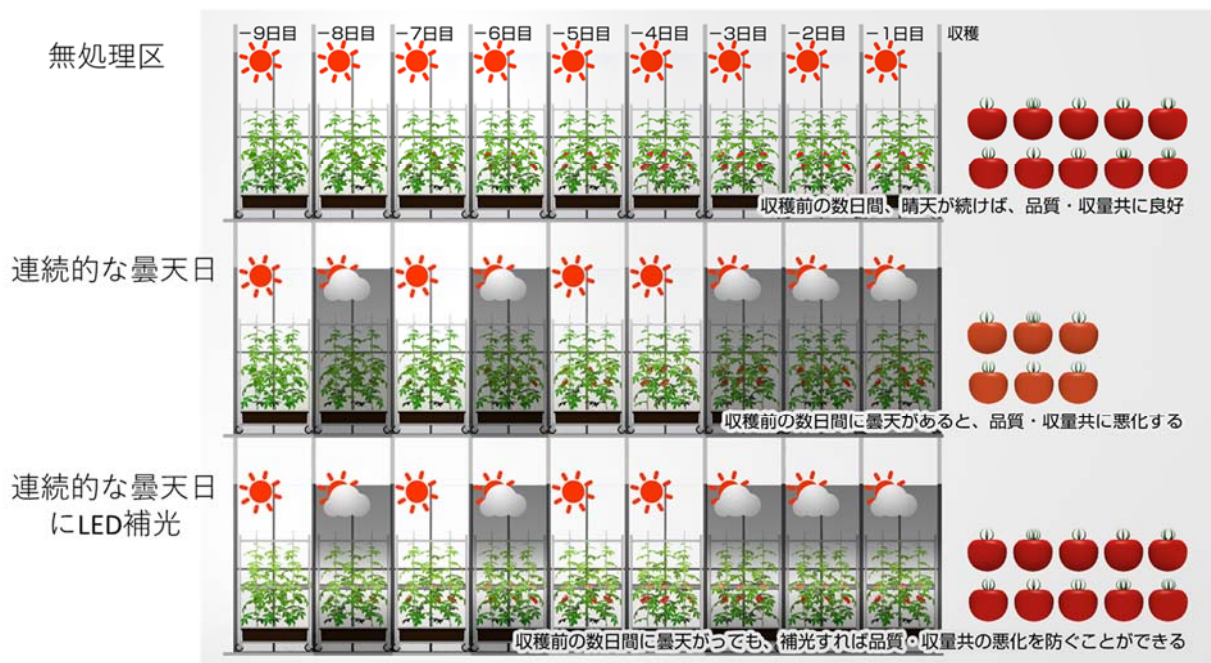 無処理区
-9日目 -8日目 -7日目 -6日目 -5日目 -4日目 -3日目 -2日目 -1日目 収穫
収穫前の数日間、晴天が続けば、品質・収量共に良好
連続的な曇天日
収穫前の数日間に曇天があると、品質・収量共に悪化する
連続的な曇天日
にLED補光
収穫前の数日間に曇天がっても、補光すれば品質・収量共の悪化を防ぐことができる